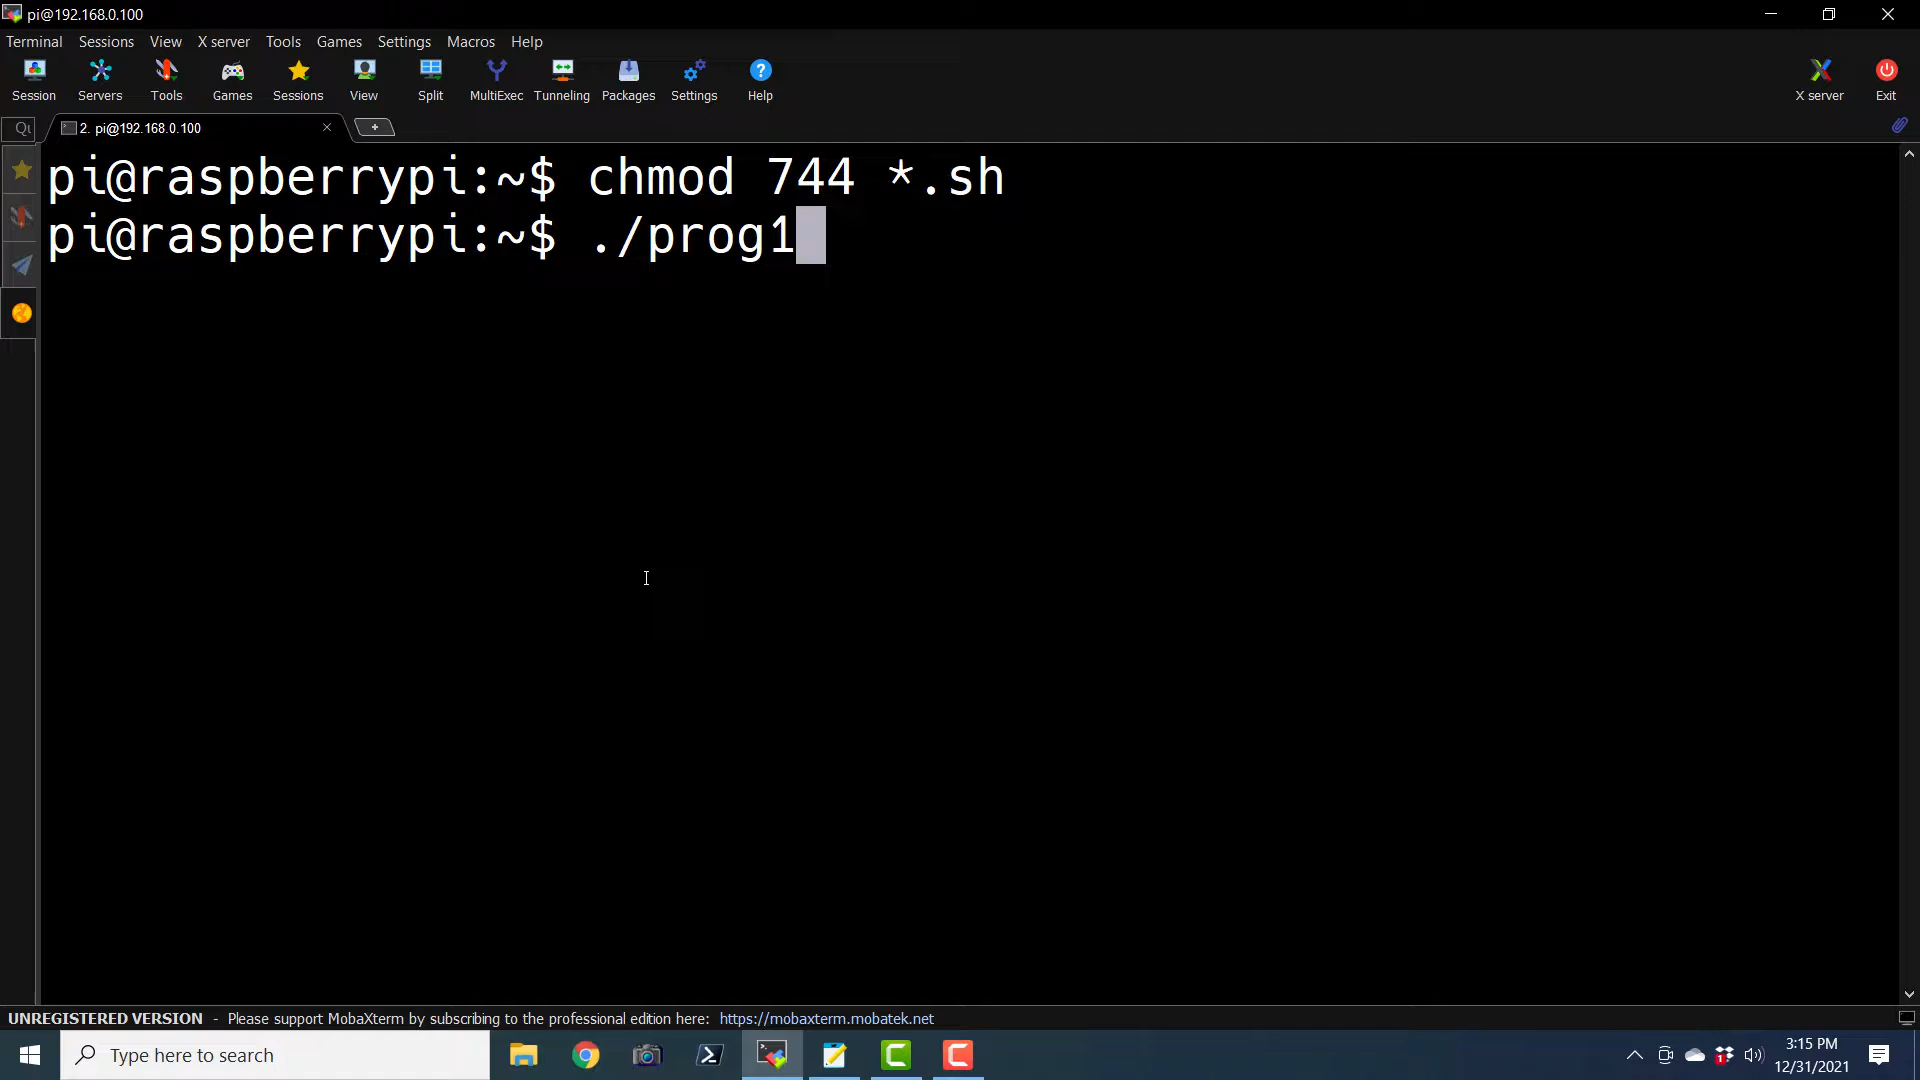 pi@192.168.0.100
Terminal Sessions View X server Tools Games Settings Macros Help
Session Servers Tools Games Sessions View Split MultiExec Tunneling Packages Settings Help X server Exit
Qu 2. pi@192.168.0.100
pi@raspberrypi:~$ chmod 744 *.sh
pi@raspberrypi:~$ ./prog1
UNREGISTERED VERSION - Please support MobaXterm by subscribing to the professional edition here: https://mobaxterm.mobatek.net
Type here to search
1
3:15 PM
12/31/2021